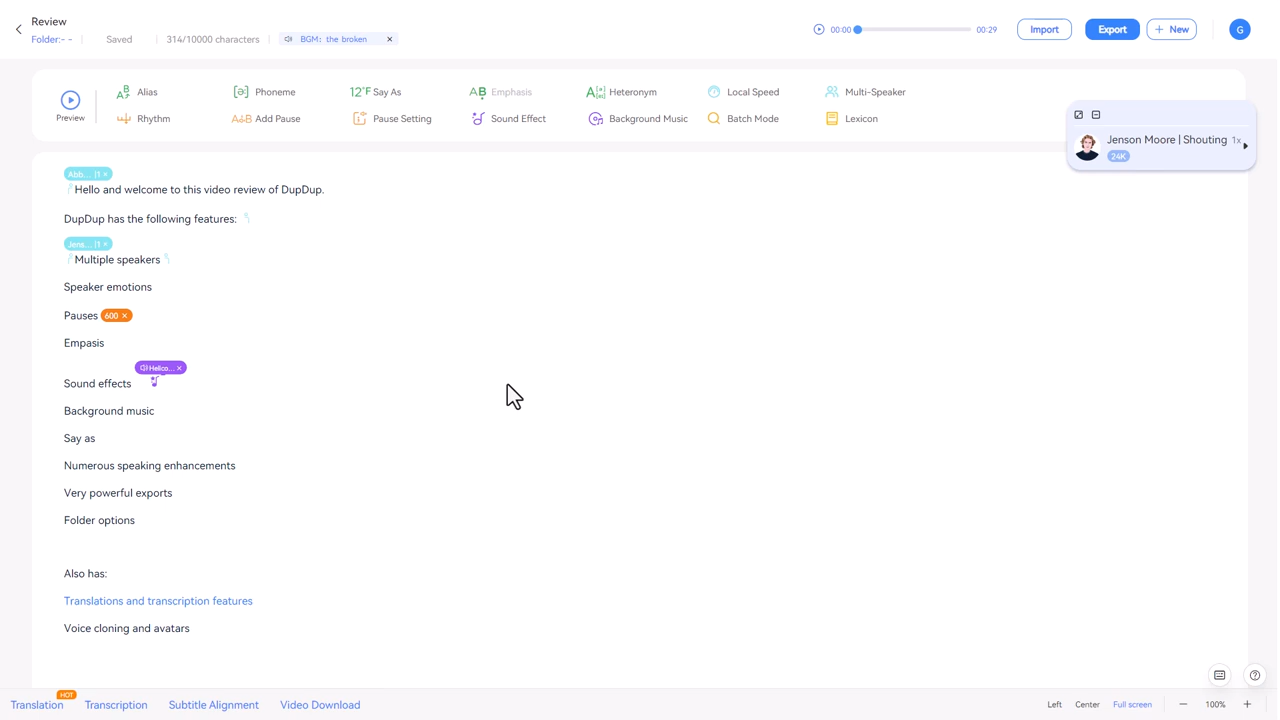 Review
Folder:- -
Saved
314/10000 characters
BGM: the broken ×
00:00
00:29
Import
Export
+ New
G
Preview
Alias
Phoneme
12°F Say As
Emphasis
Heteronym
Local Speed
Multi-Speaker
Rhythm
Add Pause
Pause Setting
Sound Effect
Background Music
Batch Mode
Lexicon
Jenson Moore | Shouting 1x
24K
Abb... |1 ×
Hello and welcome to this video review of DupDup.
DupDup has the following features:
Jens... |1 ×
Multiple speakers
Speaker emotions
Pauses 600 ×
Empasis
Helico... ×
Sound effects
Background music
Say as
Numerous speaking enhancements
Very powerful exports
Folder options
Also has:
Translations and transcription features
Voice cloning and avatars
HOT
Translation
Transcription
Subtitle Alignment
Video Download
Left
Center
Full screen
− 100% +